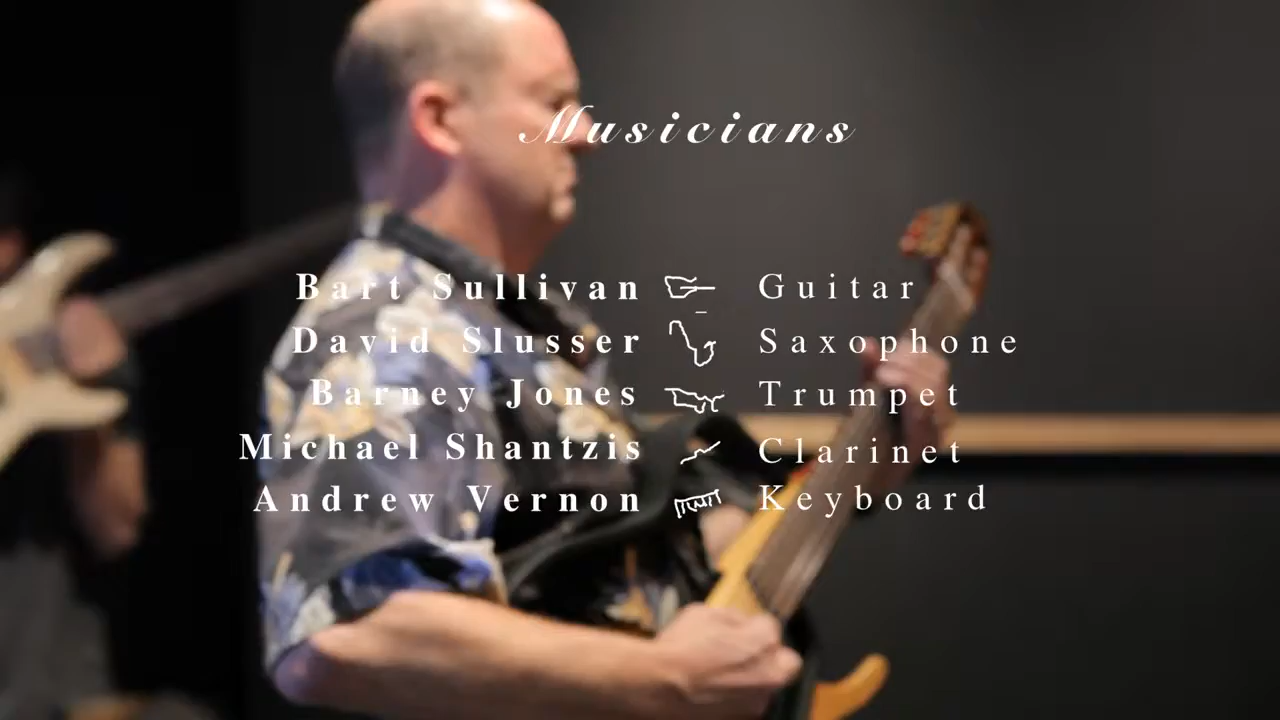 Musicians
Bart Sullivan Guitar
David Slusser Saxophone
Barney Jones Trumpet
Michael Shantzis Clarinet
Andrew Vernon Keyboard